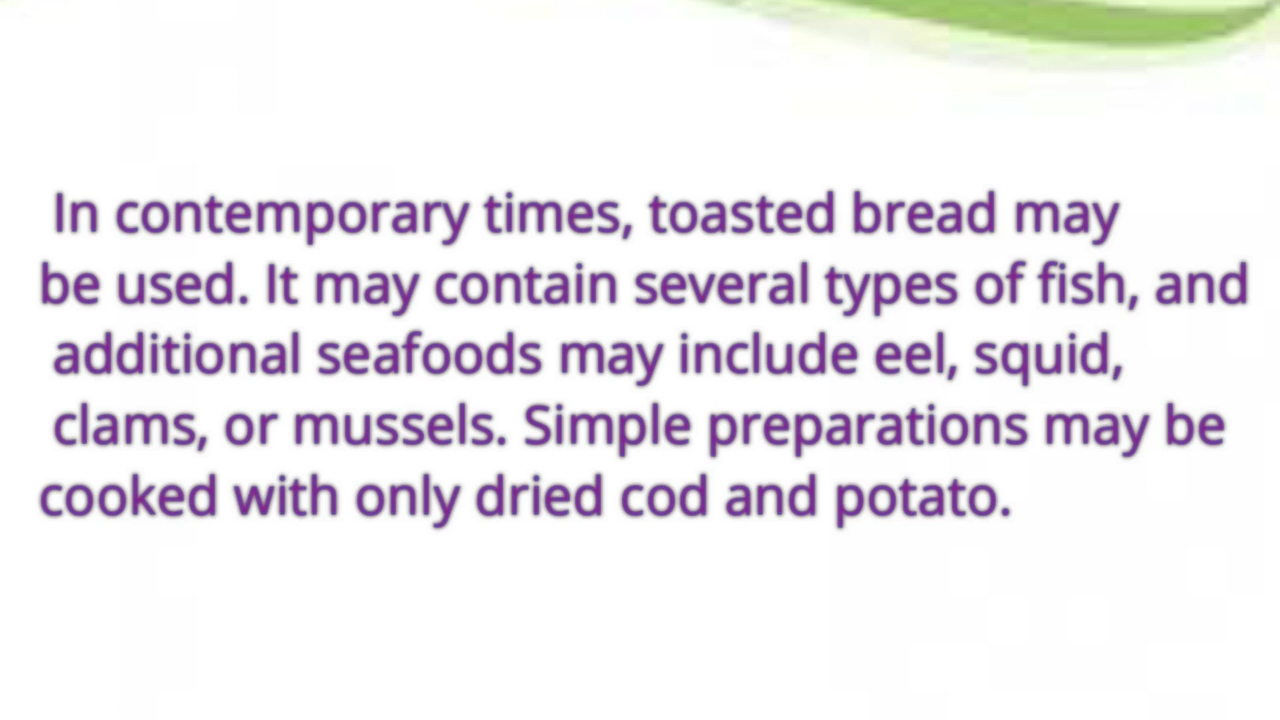 In contemporary times, toasted bread may
be used. It may contain several types of fish, and
additional seafoods may include eel, squid,
clams, or mussels. Simple preparations may be
cooked with only dried cod and potato.